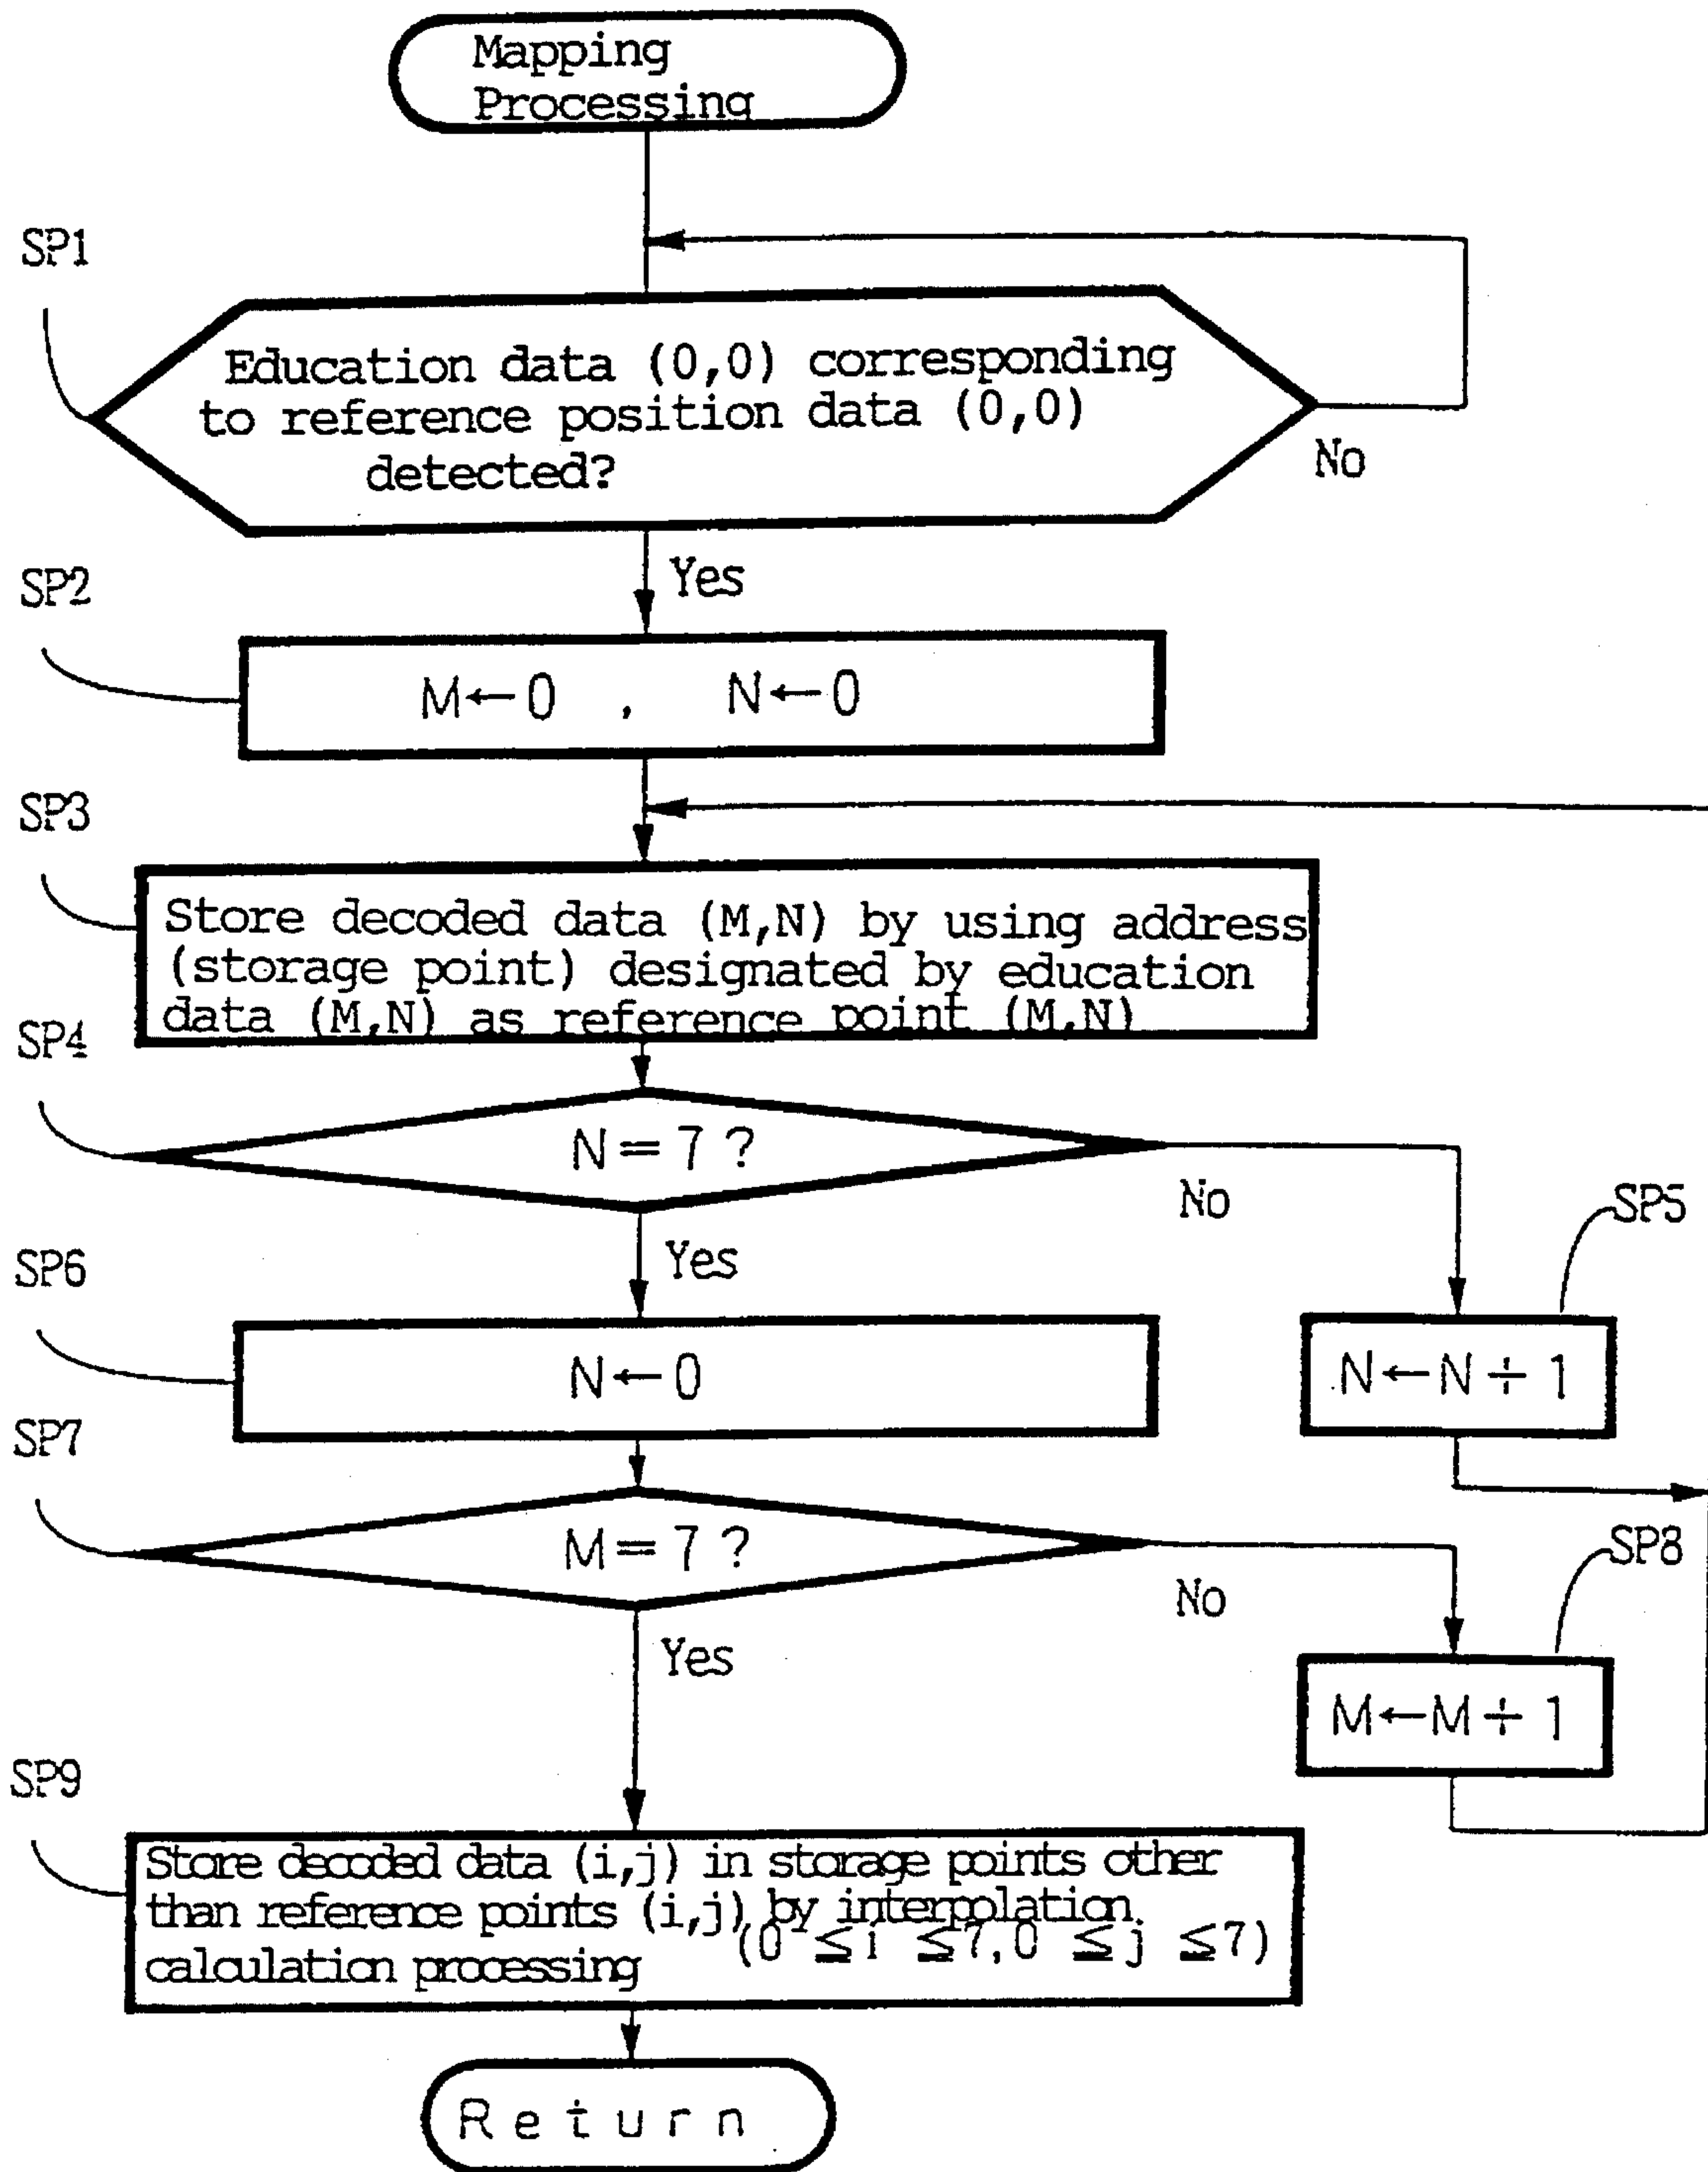 Mapping
Processing
SP1
Education data (0,0) corresponding
to reference position data (0,0)
detected?
No
Yes
SP2
M←0 , N←0
SP3
Store decoded data (M,N) by using address
(storage point) designated by education
data (M,N) as reference point (M,N)
SP4
N=7?
No
SP5
Yes
N←N+1
SP6
N←0
SP7
M=7?
SP8
No
Yes
M←M+1
SP9
Store decoded data (i,j) in storage points other
than reference points (i,j) by interpolation
calculation processing (0≦i≦7,0≦j≦7)
Return